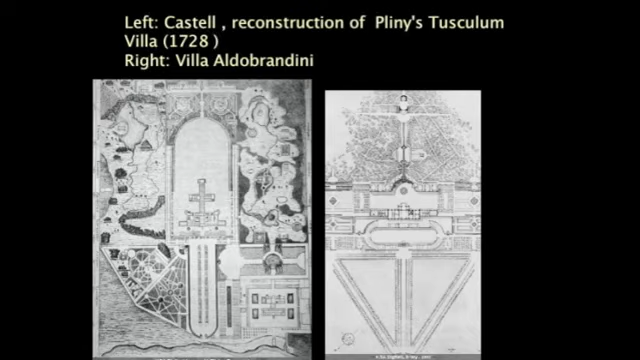 Left: Castell , reconstruction of Pliny's Tusculum
Villa (1728 )
Right: Villa Aldobrandini